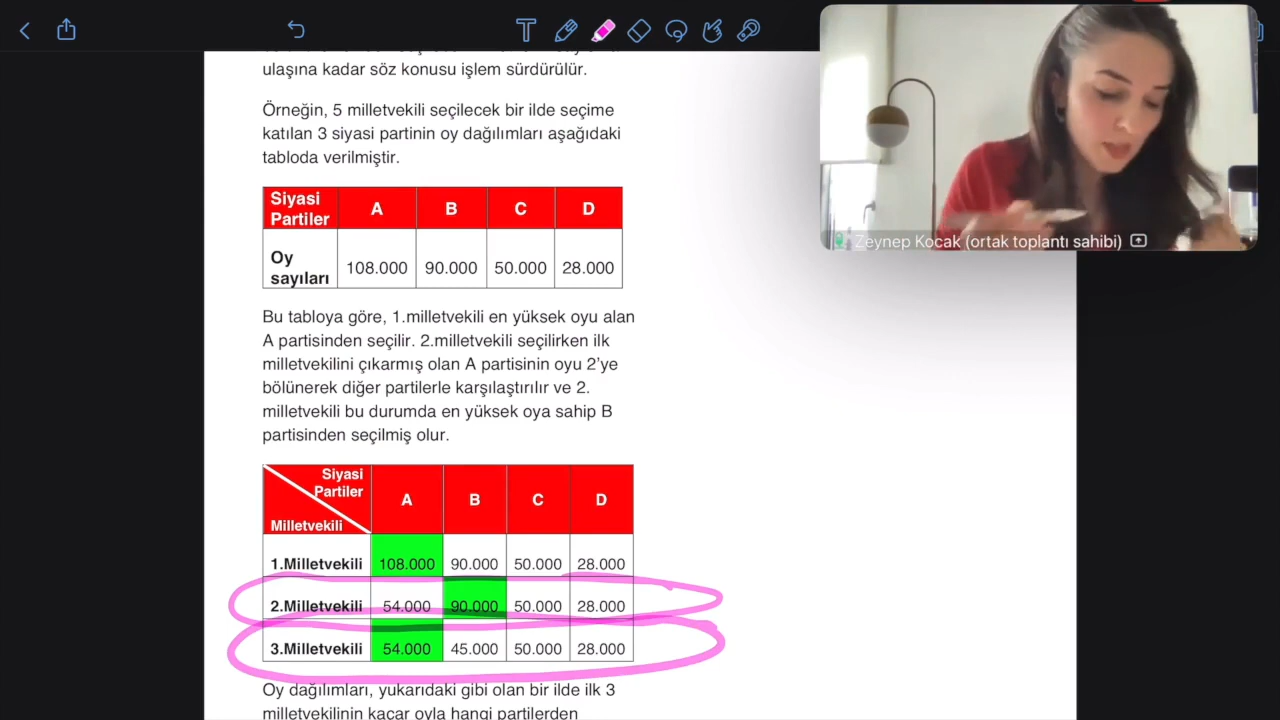 ulaşına kadar söz konusu işlem sürdürülür.
Örneğin, 5 milletvekili seçilecek bir ilde seçime
katılan 3 siyasi partinin oy dağılımları aşağıdaki
tabloda verilmiştir.
Siyasi Partiler A B C D
Oy sayıları 108.000 90.000 50.000 28.000
Bu tabloya göre, 1.milletvekili en yüksek oyu alan
A partisinden seçilir. 2.milletvekili seçilirken ilk
milletvekilini çıkarmış olan A partisinin oyu 2'ye
bölünerek diğer partilerle karşılaştırılır ve 2.
milletvekili bu durumda en yüksek oya sahip B
partisinden seçilmiş olur.
Siyasi Partiler
Milletvekili A B C D
1.Milletvekili 108.000 90.000 50.000 28.000
2.Milletvekili 54.000 90.000 50.000 28.000
3.Milletvekili 54.000 45.000 50.000 28.000
Oy dağılımları, yukarıdaki gibi olan bir ilde ilk 3
milletvekilinin kaçar oyla hangi partilerden
Zeynep Kocak (ortak toplantı sahibi)